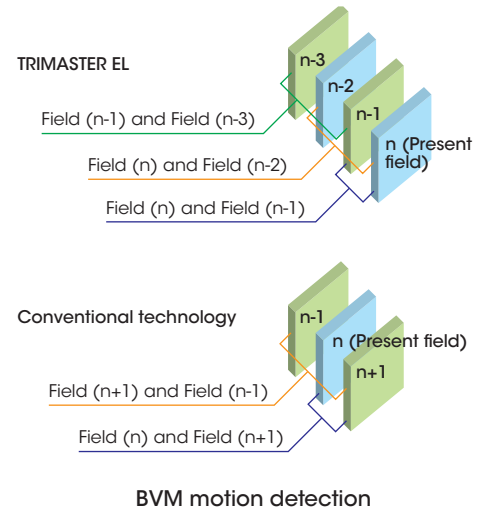 n-3
TRIMASTER EL
n-2
n-1
Field (n-1) and Field (n-3)
n (Present
field)
Field (n) and Field (n-2)
Field (n) and Field (n-1)
Conventional technology
n-1
n (Present field)
n+1
Field (n+1) and Field (n-1)
Field (n) and Field (n+1)
BVM motion detection